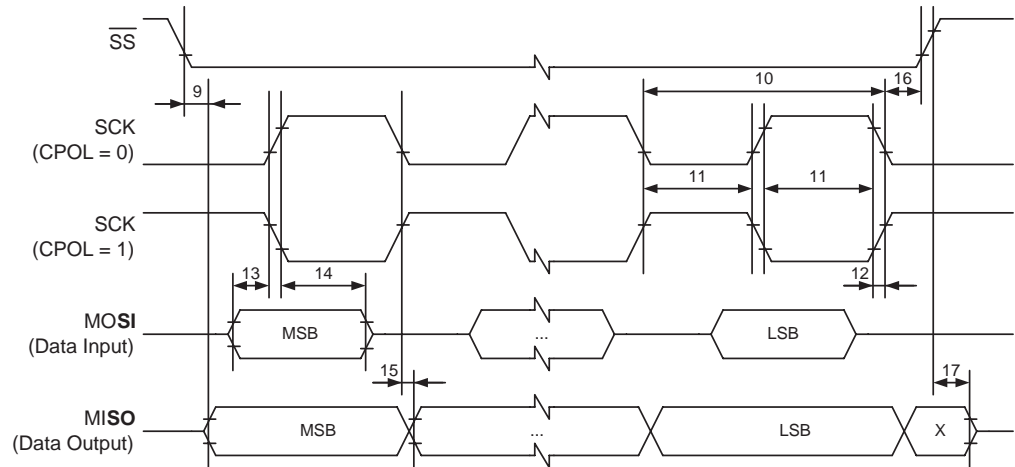 SS
9
10
16
SCK
(CPOL = 0)
11
11
SCK
(CPOL = 1)
12
13
14
MOSI
(Data Input)
MSB
...
LSB
15
17
MISO
(Data Output)
MSB
...
LSB
X